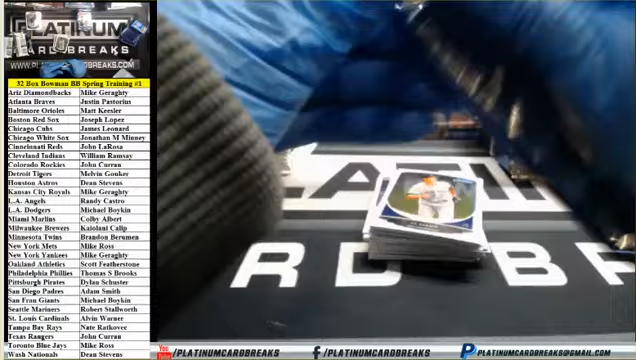 PLATINUM
CARD BREAKS
WWW.PLATINUMCARDBREAKS.COM
32 Box Bowman BB Spring Training #1
Ariz Diamondbacks Mike Geraghty
Atlanta Braves Justin Pastorius
Baltimore Orioles Matt Keesler
Boston Red Sox Joseph Lopez
Chicago Cubs James Leonard
Chicago White Sox Jonathan M Minney
Cincinnati Reds John LaRosa
Cleveland Indians William Ramsay
Colorado Rockies John Curran
Detroit Tigers Melvin Gouker
Houston Astros Dean Stevens
Kansas City Royals Mike Geraghty
L.A. Angels Randy Castro
L.A. Dodgers Michael Boykin
Miami Marlins Colby Albert
Milwaukee Brewers Kaiolani Calip
Minnesota Twins Brandon Berumen
New York Mets Mike Ross
New York Yankees Mike Geraghty
Oakland Athletics Scott Featherstone
Philadelphia Phillies Thomas S Brooks
Pittsburgh Pirates Dylan Schuster
San Diego Padres Adam Smith
San Fran Giants Michael Boykin
Seattle Mariners Robert Stallworth
St. Louis Cardinals Alvin Warner
Tampa Bay Rays Nate Ratkovec
Texas Rangers John Curran
Toronto Blue Jays Mike Ross
Wash Nationals Dean Stevens
LATIN
RD BR
You Tube /PLATINUMCARDBREAKS f /PLATINUMCARDBREAKS P /PLATINUMCARDBREAKS